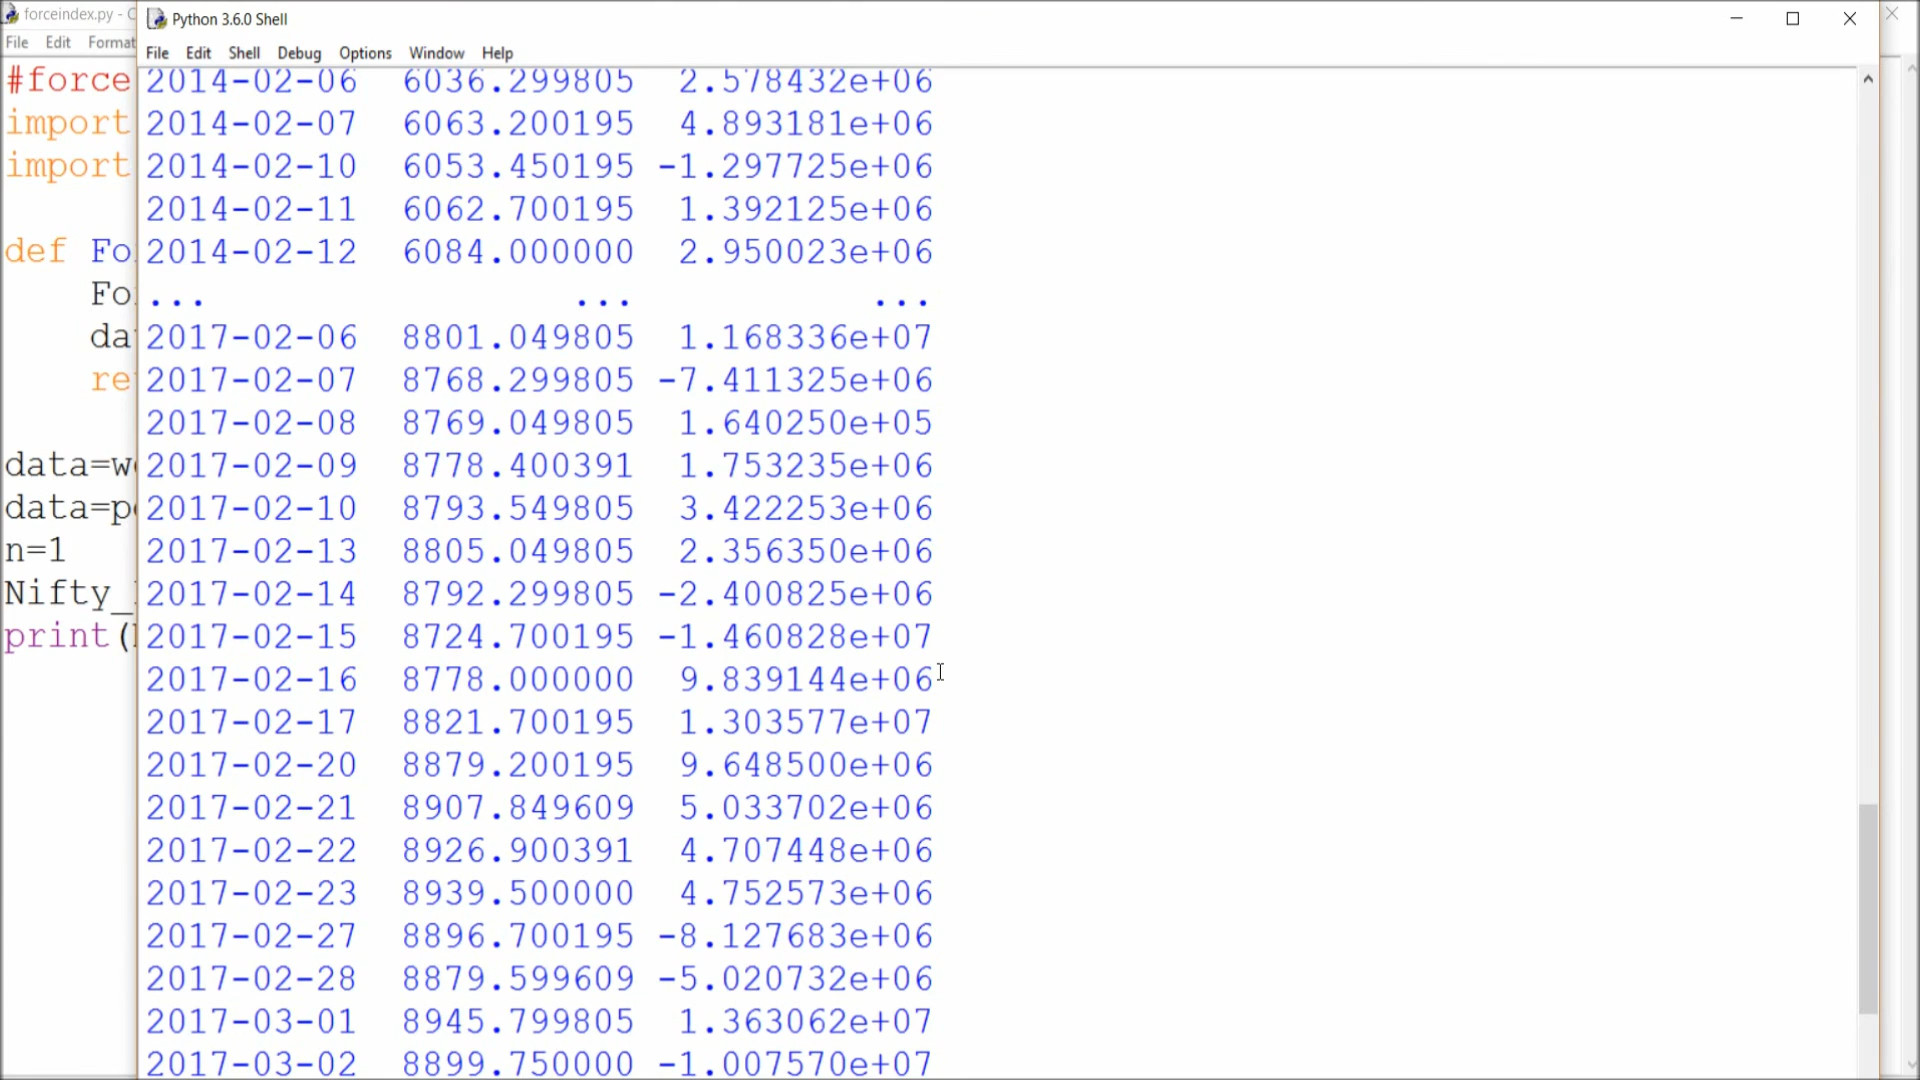 forceindex.py - C
File Edit Format
#force
import
import
def Fo
Fo
da
re
data=w
data=p
n=1
Nifty_
print(
Python 3.6.0 Shell
File Edit Shell Debug Options Window Help
2014-02-06 6036.299805 2.578432e+06
2014-02-07 6063.200195 4.893181e+06
2014-02-10 6053.450195 -1.297725e+06
2014-02-11 6062.700195 1.392125e+06
2014-02-12 6084.000000 2.950023e+06
... ... ...
2017-02-06 8801.049805 1.168336e+07
2017-02-07 8768.299805 -7.411325e+06
2017-02-08 8769.049805 1.640250e+05
2017-02-09 8778.400391 1.753235e+06
2017-02-10 8793.549805 3.422253e+06
2017-02-13 8805.049805 2.356350e+06
2017-02-14 8792.299805 -2.400825e+06
2017-02-15 8724.700195 -1.460828e+07
2017-02-16 8778.000000 9.839144e+06
2017-02-17 8821.700195 1.303577e+07
2017-02-20 8879.200195 9.648500e+06
2017-02-21 8907.849609 5.033702e+06
2017-02-22 8926.900391 4.707448e+06
2017-02-23 8939.500000 4.752573e+06
2017-02-27 8896.700195 -8.127683e+06
2017-02-28 8879.599609 -5.020732e+06
2017-03-01 8945.799805 1.363062e+07
2017-03-02 8899.750000 -1.007570e+07